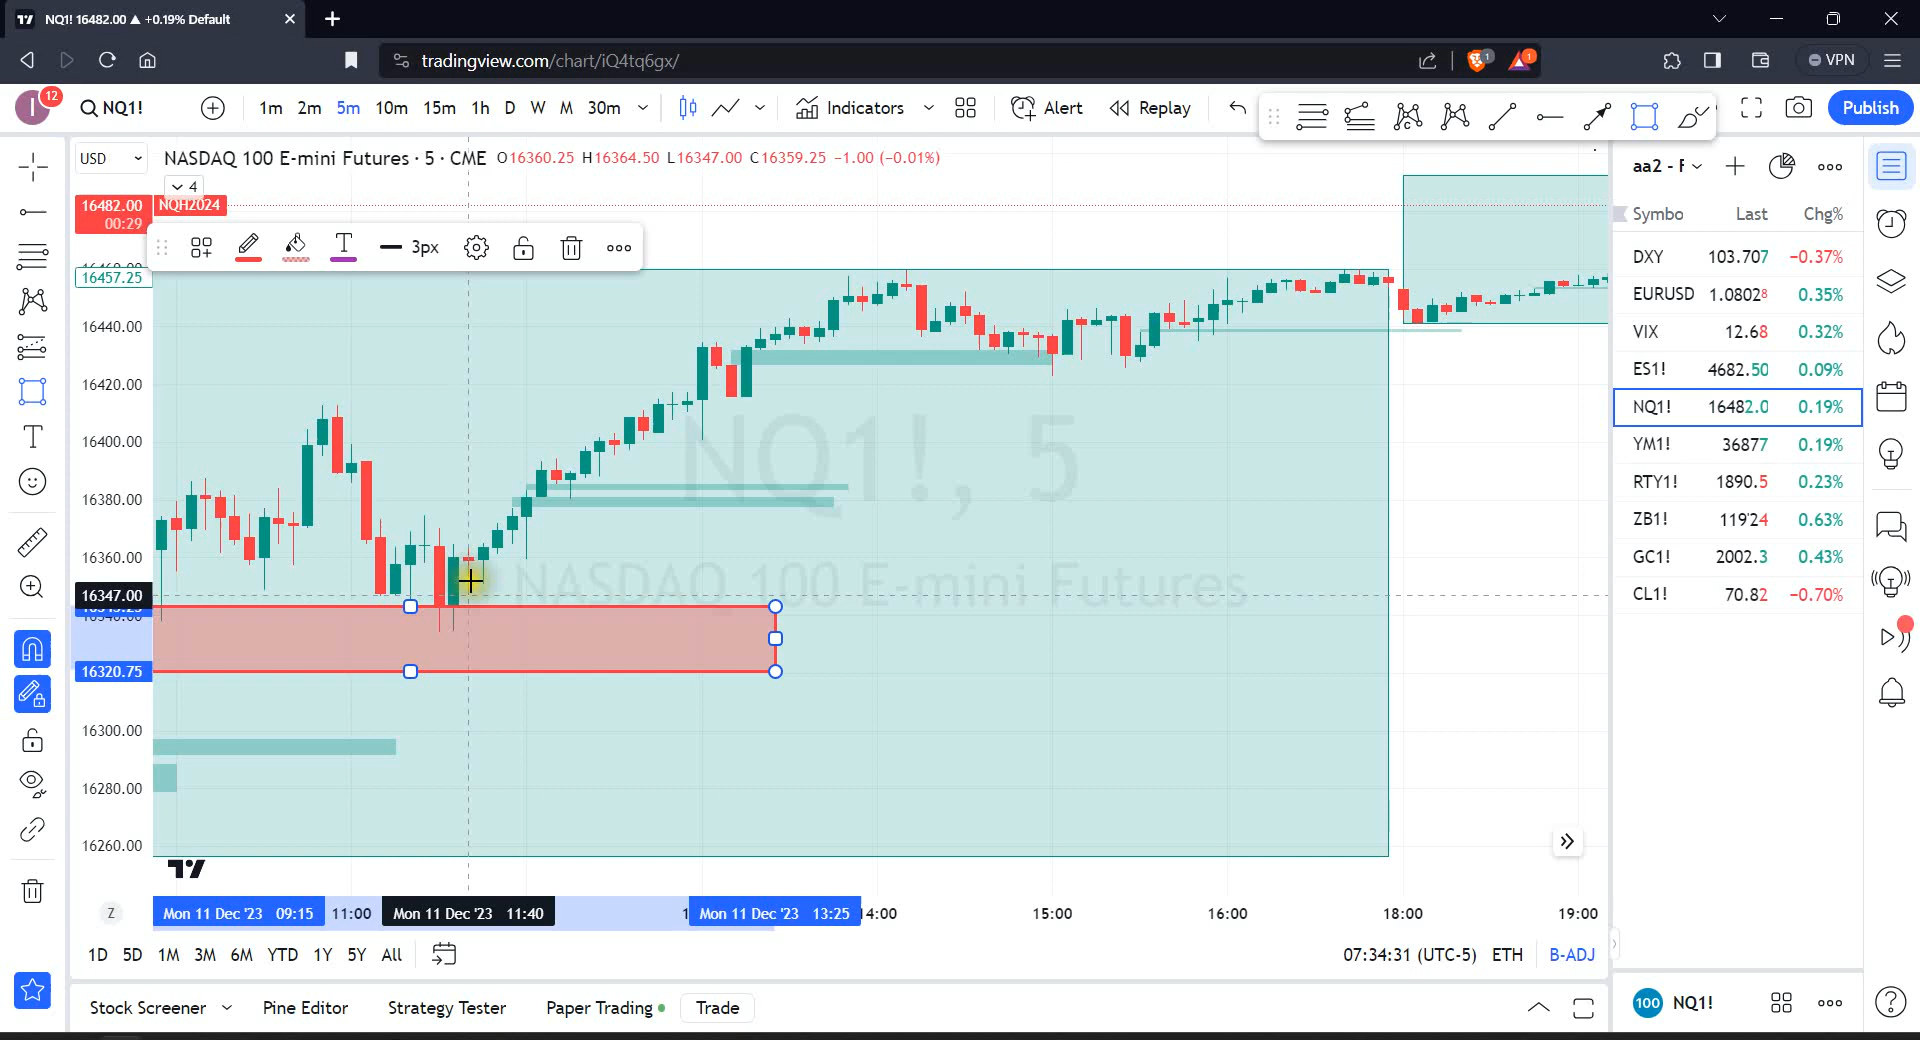 NQ1! 16482.00 ▲ +0.19% Default
tradingview.com/chart/iQ4tq6gx/
1
1
VPN
I
12
NQ1!
1m 2m 5m 10m 15m 1h D W M 30m
Indicators
Alert
Replay
Publish
USD
NASDAQ 100 E-mini Futures · 5 · CME O16360.25 H16364.50 L16347.00 C16359.25 −1.00 (−0.01%)
4
16482.00 NQH2024
00:29
T 3px
16457.25
16440.00
16420.00
16400.00
16380.00
16360.00
16347.00
16320.75
16300.00
16280.00
16260.00
NQ1!, 5
NASDAQ 100 E-mini Futures
Z
Mon 11 Dec '23 09:15 11:00 Mon 11 Dec '23 11:40 Mon 11 Dec '23 13:25 14:00 15:00 16:00 18:00 19:00
1D 5D 1M 3M 6M YTD 1Y 5Y All
07:34:31 (UTC-5) ETH B-ADJ
Stock Screener Pine Editor Strategy Tester Paper Trading Trade
aa2 - F
Symbo Last Chg%
DXY 103.707 −0.37%
EURUSD 1.08028 0.35%
VIX 12.68 0.32%
ES1! 4682.50 0.09%
NQ1! 16482.0 0.19%
YM1! 36877 0.19%
RTY1! 1890.5 0.23%
ZB1! 119'24 0.63%
GC1! 2002.3 0.43%
CL1! 70.82 −0.70%
100 NQ1!